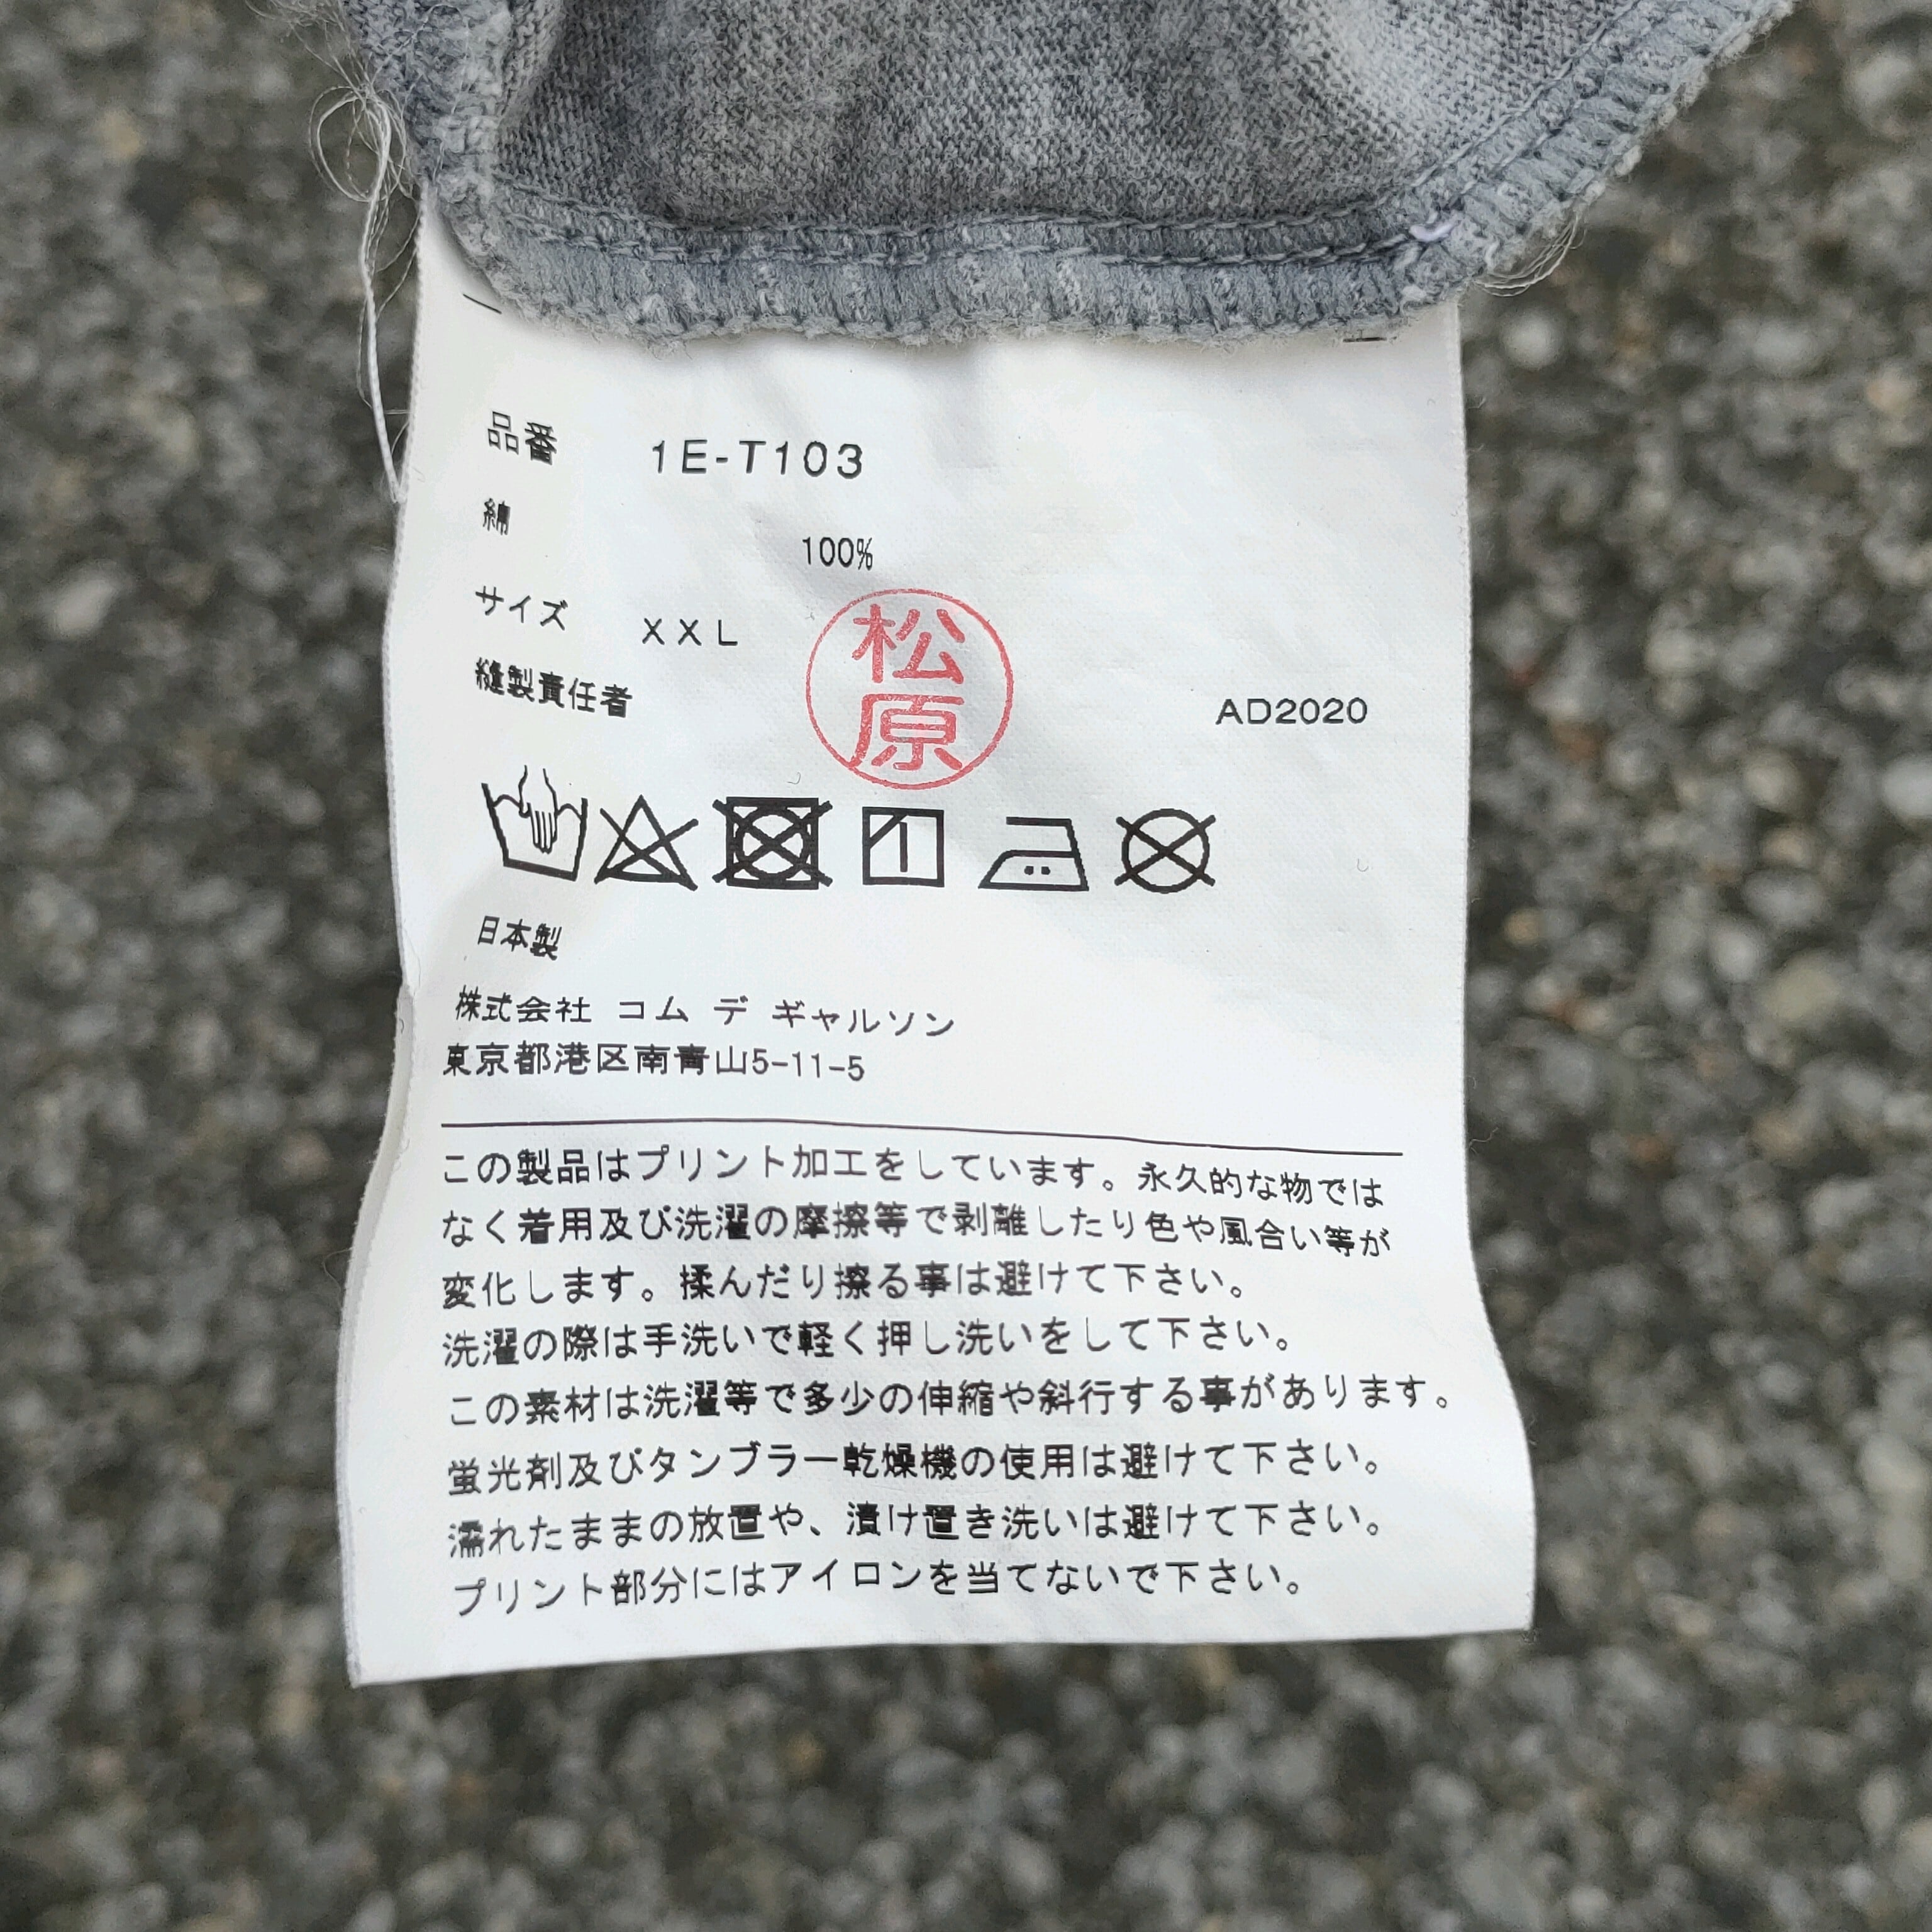 品番 1E-T103
綿 100%
サイズ XXL
松原
縫製責任者 AD2020
日本製
株式会社 コム デ ギャルソン
東京都港区南青山5-11-5
この製品はプリント加工をしています。永久的な物では
なく着用及び洗濯の摩擦等で剥離したり色や風合い等が
変化します。揉んだり擦る事は避けて下さい。
洗濯の際は手洗いで軽く押し洗いをして下さい。
この素材は洗濯等で多少の伸縮や斜行する事があります。
蛍光剤及びタンブラー乾燥機の使用は避けて下さい。
濡れたままの放置や、漬け置き洗いは避けて下さい。
プリント部分にはアイロンを当てないで下さい。